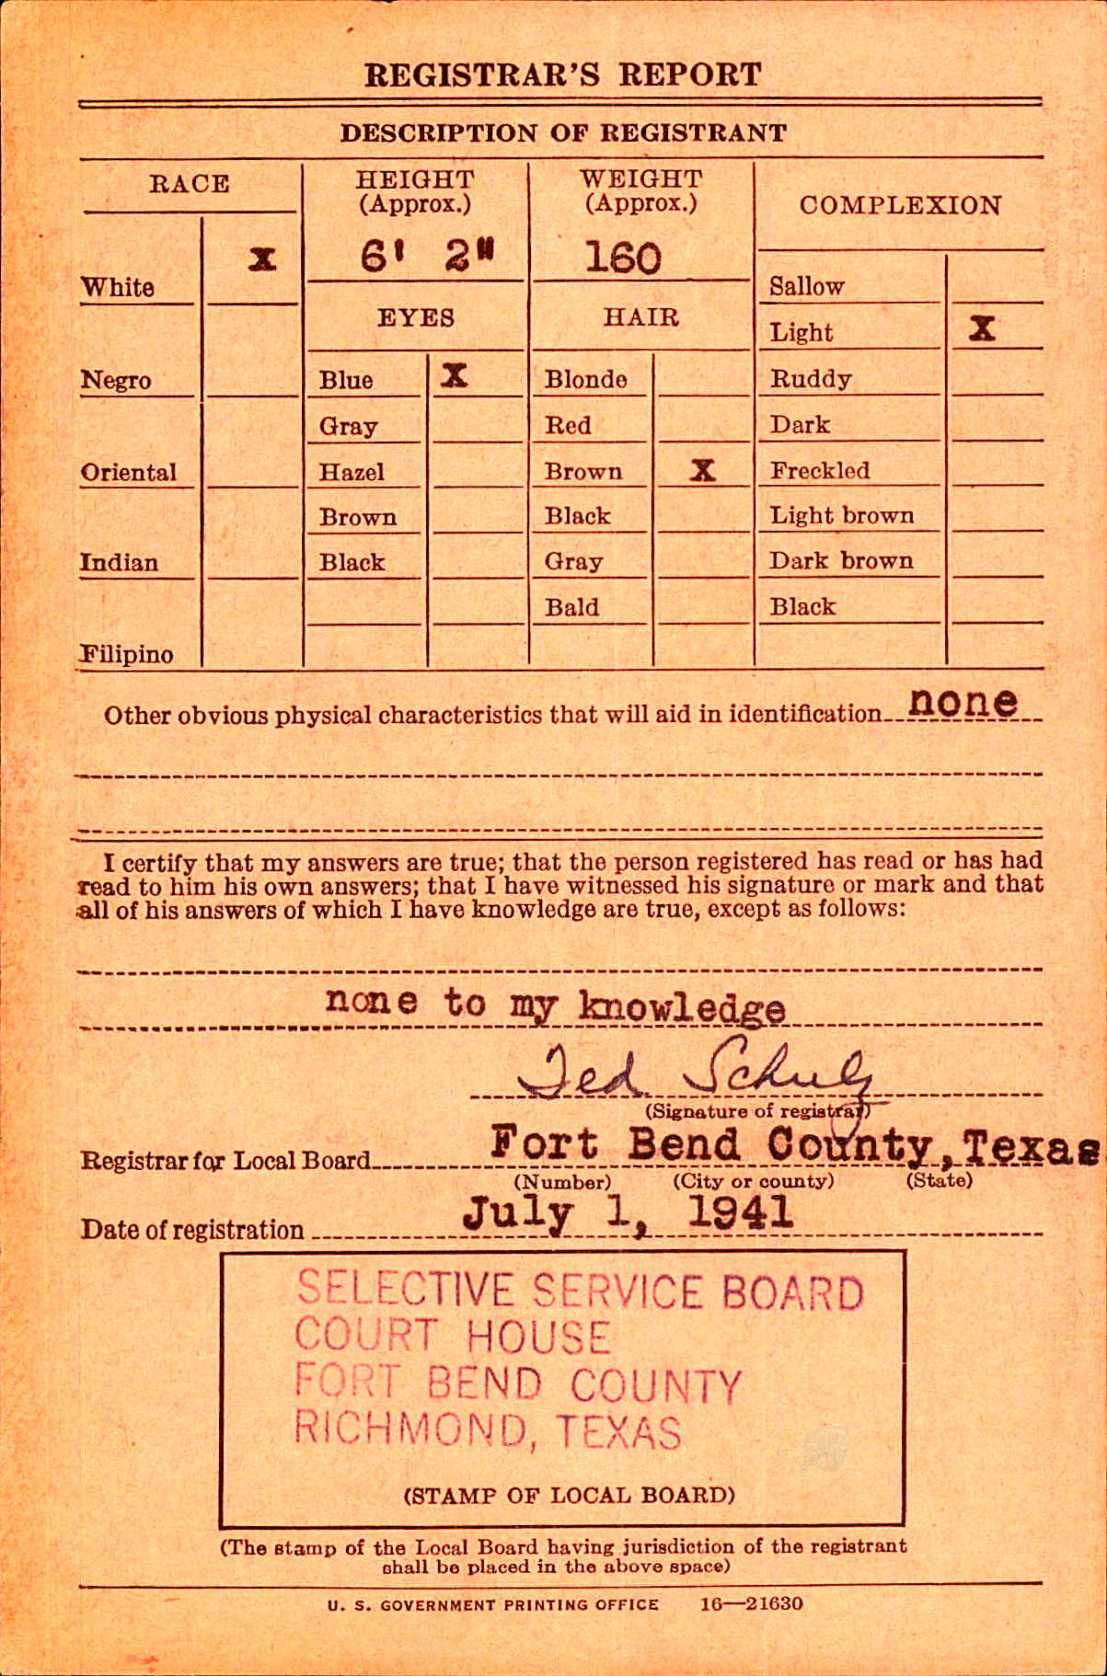 REGISTRAR'S REPORT
DESCRIPTION OF REGISTRANT
RACE
HEIGHT
(Approx.)
WEIGHT
(Approx.)
COMPLEXION
White X
6' 2"
160
Negro
Oriental
Indian
Filipino
EYES
Blue X
Gray
Hazel
Brown
Black
HAIR
Blonde
Red
Brown X
Black
Gray
Bald
Sallow
Light X
Ruddy
Dark
Freckled
Light brown
Dark brown
Black
Other obvious physical characteristics that will aid in identification none
I certify that my answers are true; that the person registered has read or has had
read to him his own answers; that I have witnessed his signature or mark and that
all of his answers of which I have knowledge are true, except as follows:
none to my knowledge
Ted Schulz
(Signature of registrar)
Registrar for Local Board Fort Bend County, Texas
(Number) (City or county) (State)
Date of registration July 1, 1941
SELECTIVE SERVICE BOARD
COURT HOUSE
FORT BEND COUNTY
RICHMOND, TEXAS
(STAMP OF LOCAL BOARD)
(The stamp of the Local Board having jurisdiction of the registrant
shall be placed in the above space)
U. S. GOVERNMENT PRINTING OFFICE 16—21630